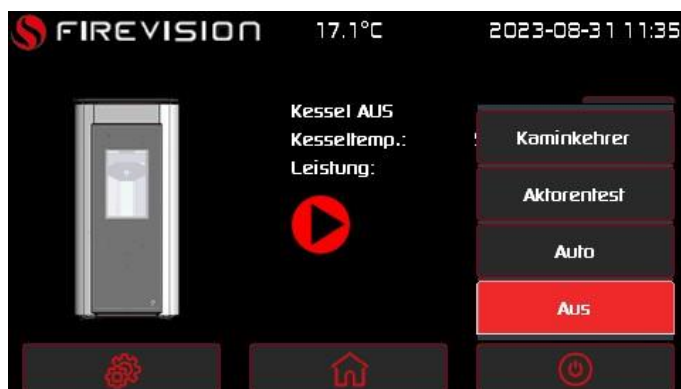 FIREVISION 17.1°C 2023-08-31 11:35
Kessel AUS
Kesseltemp.:
Leistung:
Kaminkehrer
Aktorentest
Auto
Aus